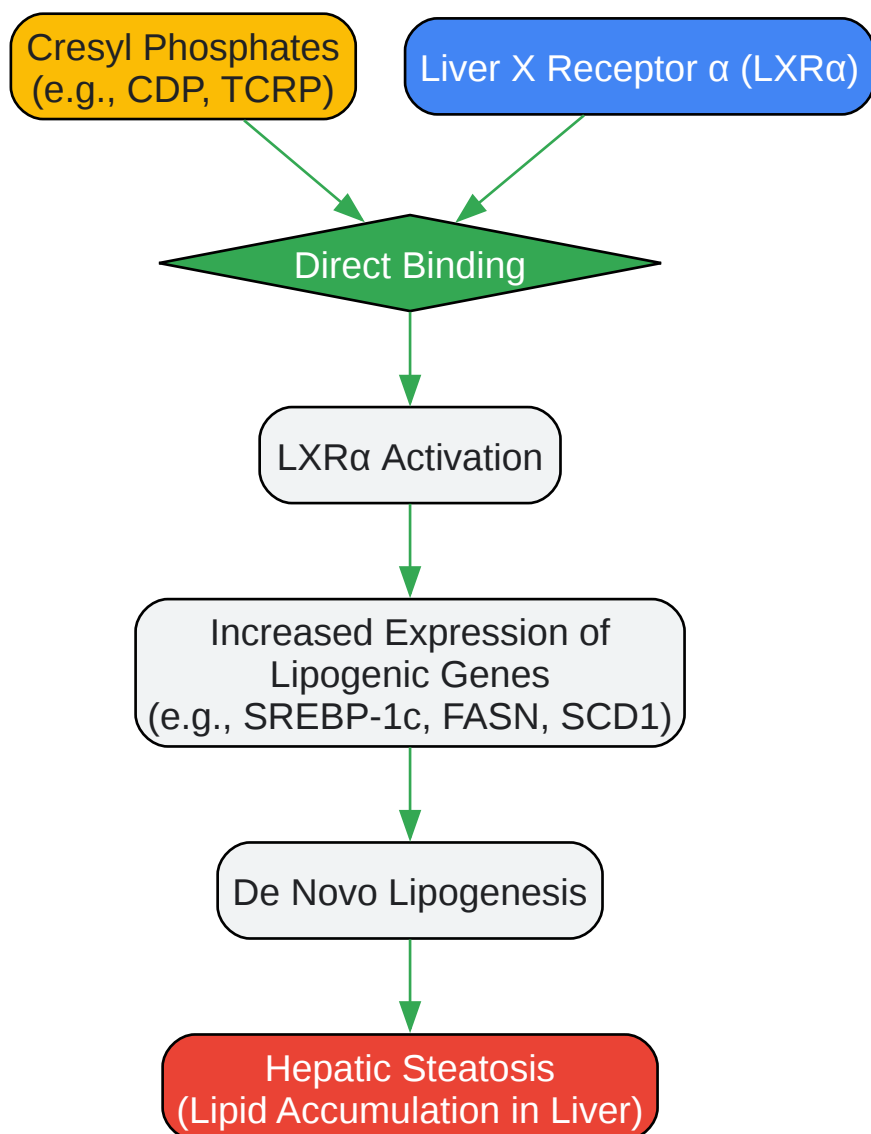 Cresyl Phosphates
(e.g., CDP, TCRP)
Liver X Receptor α (LXRα)
Direct Binding
LXRα Activation
Increased Expression of
Lipogenic Genes
(e.g., SREBP-1c, FASN, SCD1)
De Novo Lipogenesis
Hepatic Steatosis
(Lipid Accumulation in Liver)